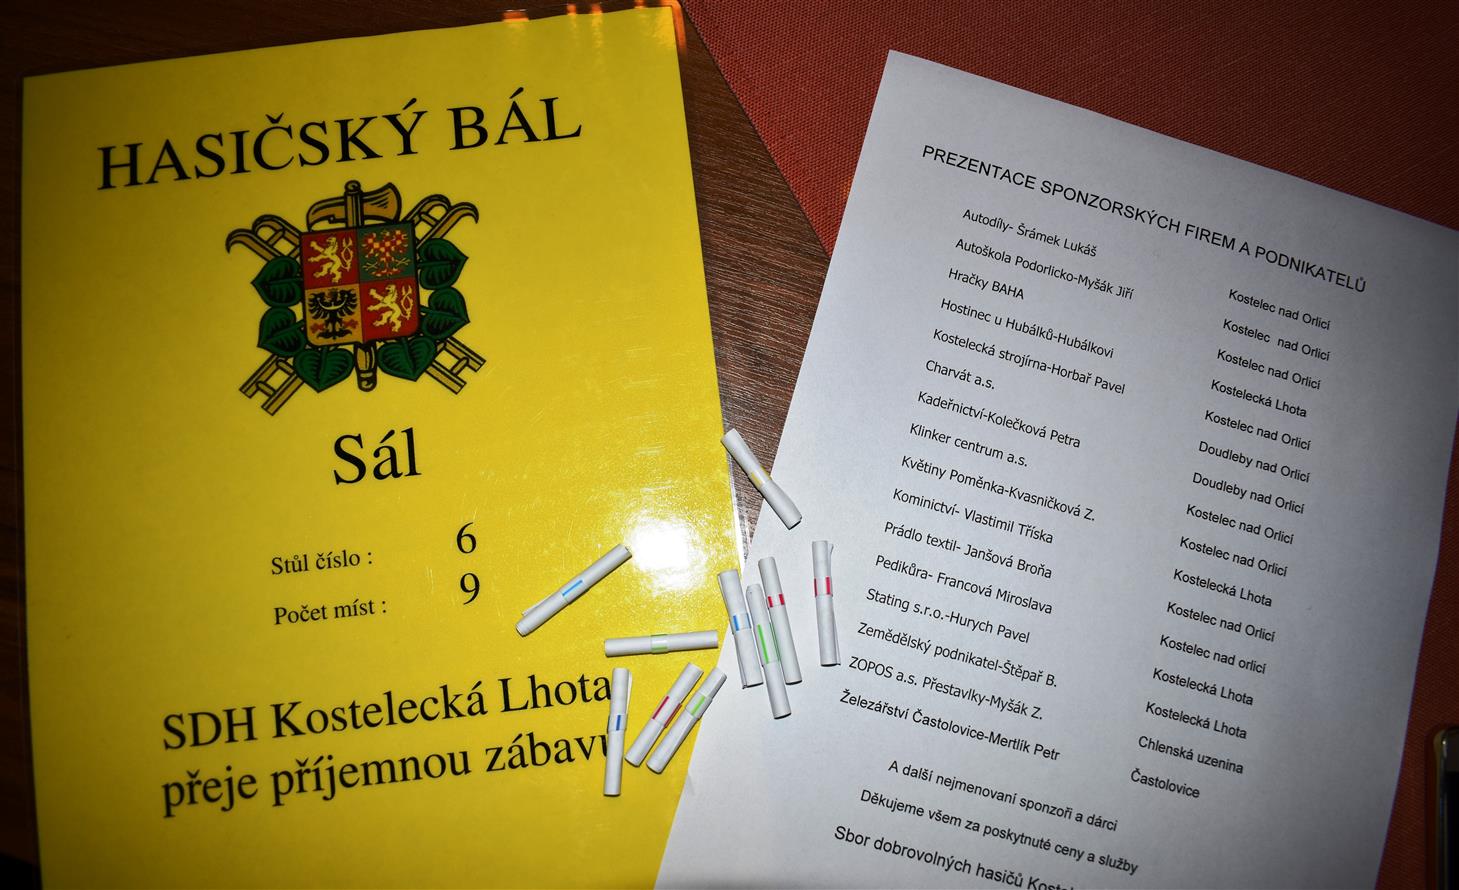 HASIČSKÝ BÁL
Sál
Stůl číslo : 6
Počet míst : 9
SDH Kostelecká Lhota
přeje příjemnou zábavu
PREZENTACE SPONZORSKÝCH FIREM A PODNIKATELŮ
Autodíly- Šrámek Lukáš Kostelec nad Orlicí
Autoškola Podorlicko-Myšák Jiří Kostelec nad Orlicí
Hračky BAHA Kostelec nad Orlicí
Hostinec u Hubálků-Hubálkovi Kostelecká Lhota
Kostelecká strojírna-Horbař Pavel Kostelec nad Orlicí
Charvát a.s. Doudleby nad Orlicí
Kadeřnictví-Kolečková Petra Doudleby nad Orlicí
Klinker centrum a.s. Kostelec nad Orlicí
Květiny Poměnka-Kvasničková Z. Kostelec nad Orlicí
Kominictví- Vlastimil Tříska Kostelecká Lhota
Prádlo textil- Janšová Broňa Kostelec nad Orlicí
Pedikůra- Francová Miroslava Kostelec nad orlicí
Stating s.r.o.-Hurych Pavel Kostelecká Lhota
Zemědělský podnikatel-Štěpař B. Kostelecká Lhota
ZOPOS a.s. Přestavlky-Myšák Z. Chlenská uzenina
Železářství Častolovice-Mertlík Petr Častolovice
A další nejmenovaní sponzoři a dárci
Děkujeme všem za poskytnuté ceny a služby
Sbor dobrovolných hasičů